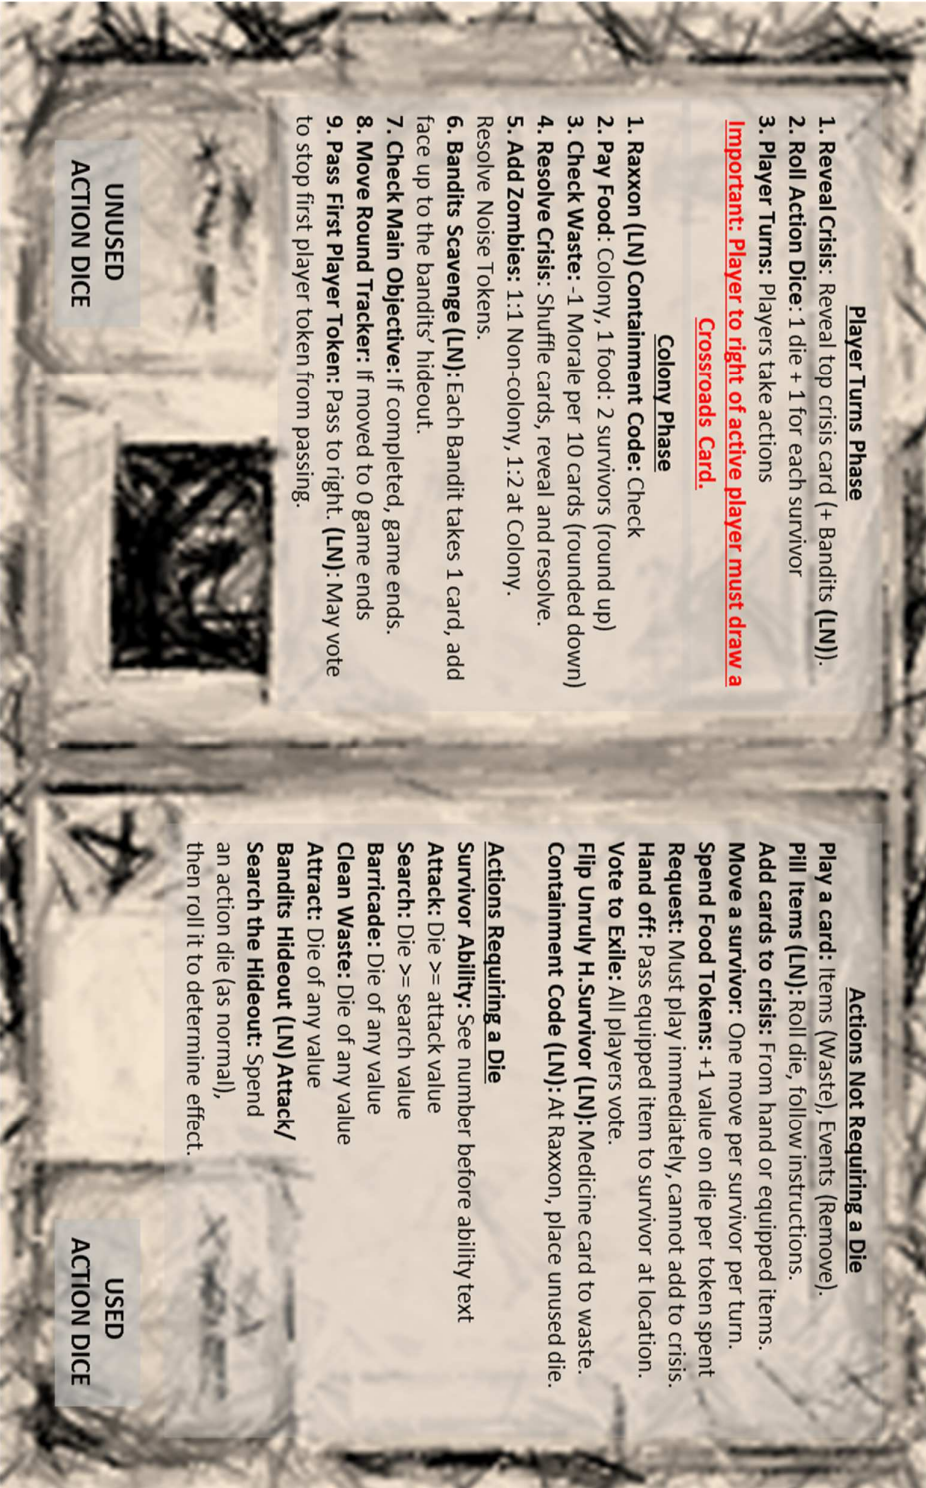 Player Turns Phase
1. Reveal Crisis: Reveal top crisis card (+ Bandits (LN)).
2. Roll Action Dice: 1 die + 1 for each survivor
3. Player Turns: Players take actions
Important: Player to right of active player must draw a
Crossroads Card.
Colony Phase
1. Raxxon (LN) Containment Code: Check
2. Pay Food: Colony, 1 food: 2 survivors (round up)
3. Check Waste: -1 Morale per 10 cards (rounded down)
4. Resolve Crisis: Shuffle cards, reveal and resolve.
5. Add Zombies: 1:1 Non-colony, 1:2 at Colony.
Resolve Noise Tokens.
6. Bandits Scavenge (LN): Each Bandit takes 1 card, add
face up to the bandits' hideout.
7. Check Main Objective: If completed, game ends.
8. Move Round Tracker: If moved to 0 game ends
9. Pass First Player Token: Pass to right. (LN): May vote
to stop first player token from passing.
UNUSED
ACTION DICE
Actions Not Requiring a Die
Play a card: Items (Waste), Events (Remove).
Pill Items (LN): Roll die, follow instructions.
Add cards to crisis: From hand or equipped items.
Move a survivor: One move per survivor per turn.
Spend Food Tokens: +1 value on die per token spent
Request: Must play immediately, cannot add to crisis.
Hand off: Pass equipped item to survivor at location.
Vote to Exile: All players vote.
Flip Unruly H.Survivor (LN): Medicine card to waste.
Containment Code (LN): At Raxxon, place unused die.
Actions Requiring a Die
Survivor Ability: See number before ability text
Attack: Die >= attack value
Search: Die >= search value
Barricade: Die of any value
Clean Waste: Die of any value
Attract: Die of any value
Bandits Hideout (LN) Attack/
Search the Hideout: Spend
an action die (as normal),
then roll it to determine effect.
USED
ACTION DICE